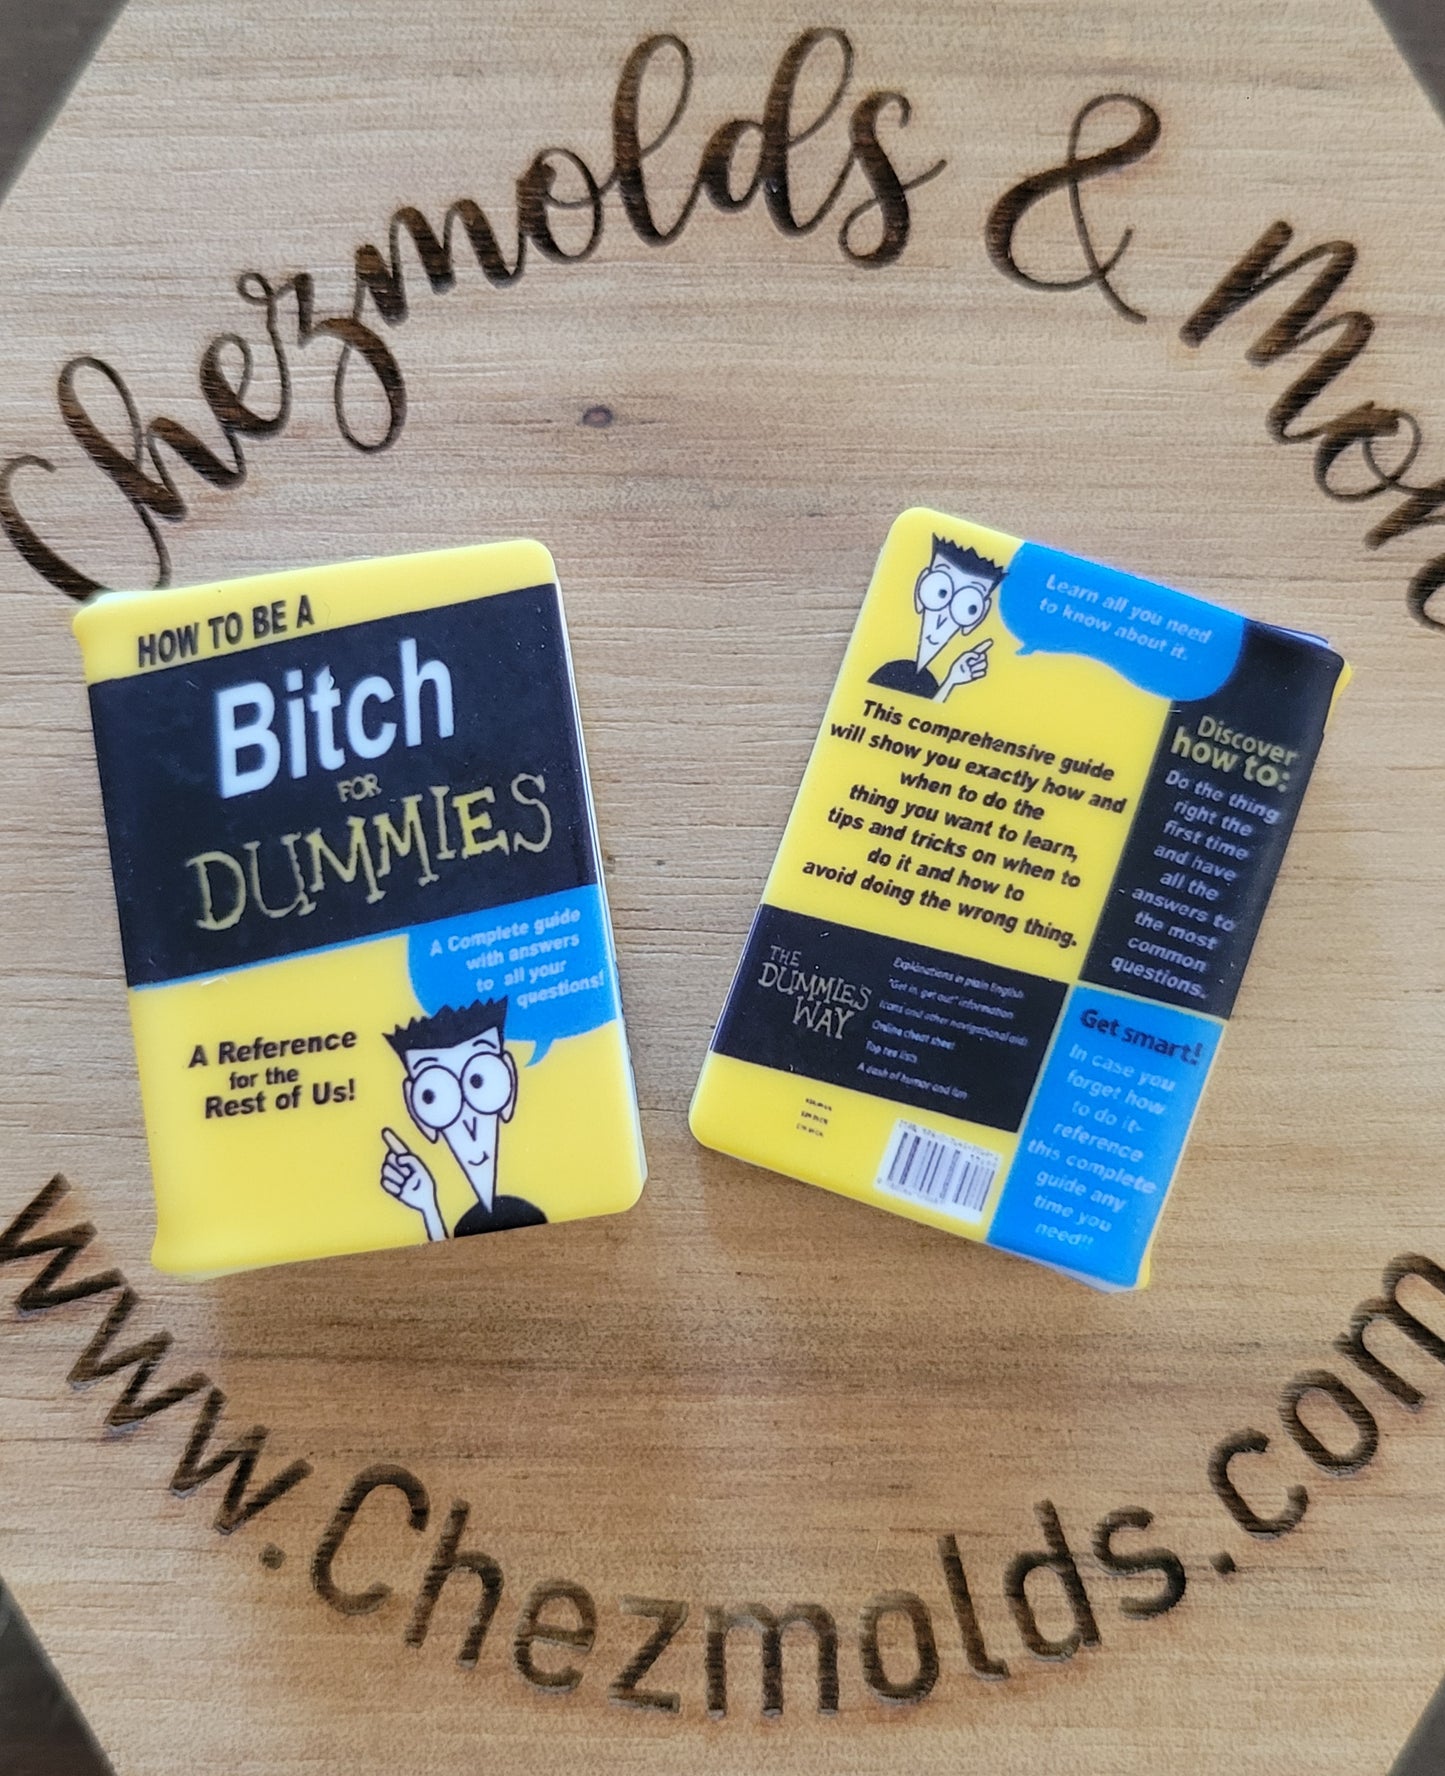 Chezmolds & Mor
HOW TO BE A
Bitch
FOR
DUMMIES
A Complete guide
with answers
to all your
questions!
A Reference
for the
Rest of Us!
Learn all you need
to know about it.
This comprehensive guide
will show you exactly how and
when to do the
thing you want to learn,
tips and tricks on when to
do it and how to
avoid doing the wrong thing.
Discover
how to:
Do the thing
right the
first time
and have
all the
answers to
the most
common
questions.
THE
DUMMIES
WAY
Explanations in plain English
"Get in, get out" information
Icons and other navigational aids
Online cheat sheet
Top ten lists
A dash of humor and fun
Get smart!
In case you
forget how
to do it-
reference
this complete
guide any
time you
need!!
www.Chezmolds.com